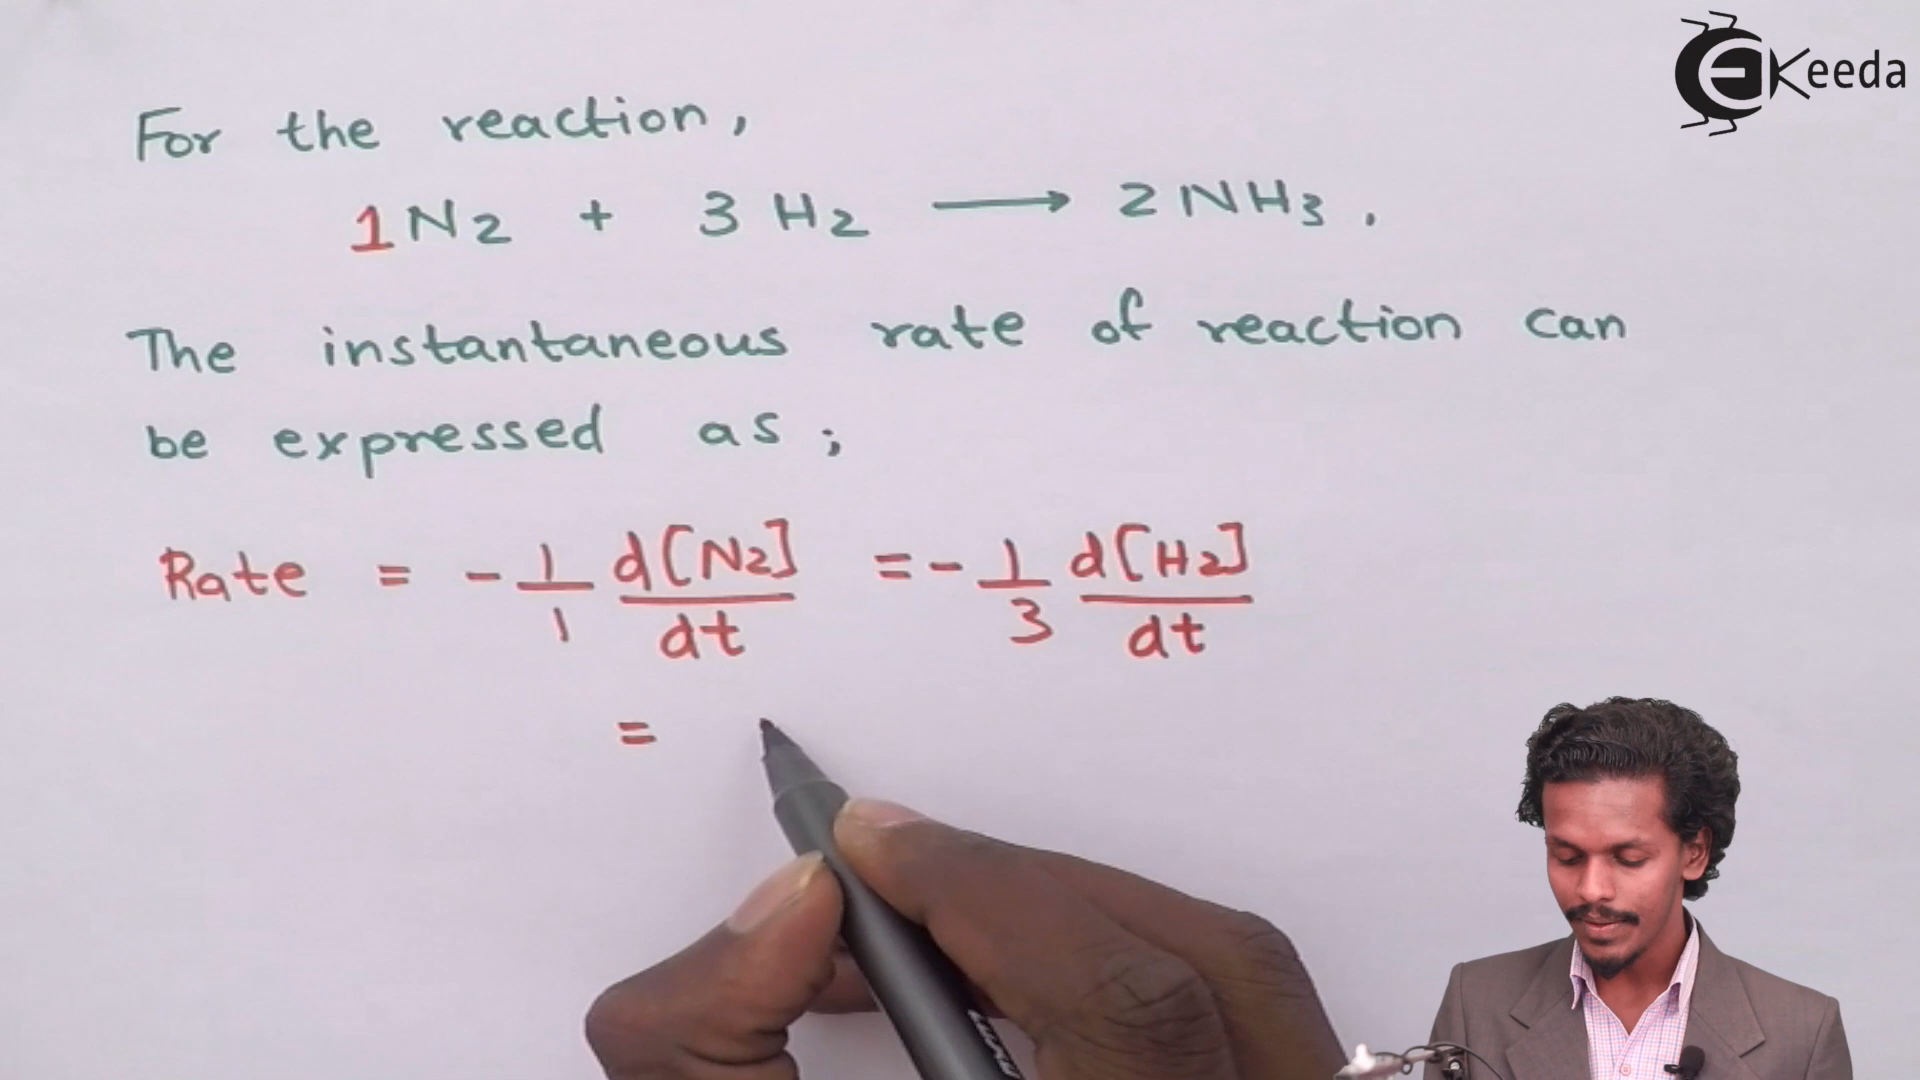 EKeeda
For the reaction,
1N2 + 3H2 ⟶ 2NH3.
The instantaneous rate of reaction can
be expressed as;
Rate = -1/1 d[N2]/dt = -1/3 d[H2]/dt
=